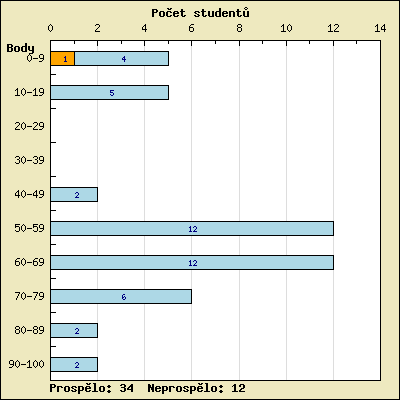 Počet studentů
0 2 4 6 8 10 12 14
Body
0-9 1 4
10-19 5
20-29
30-39
40-49 2
50-59 12
60-69 12
70-79 6
80-89 2
90-100 2
Prospělo: 34 Neprospělo: 12